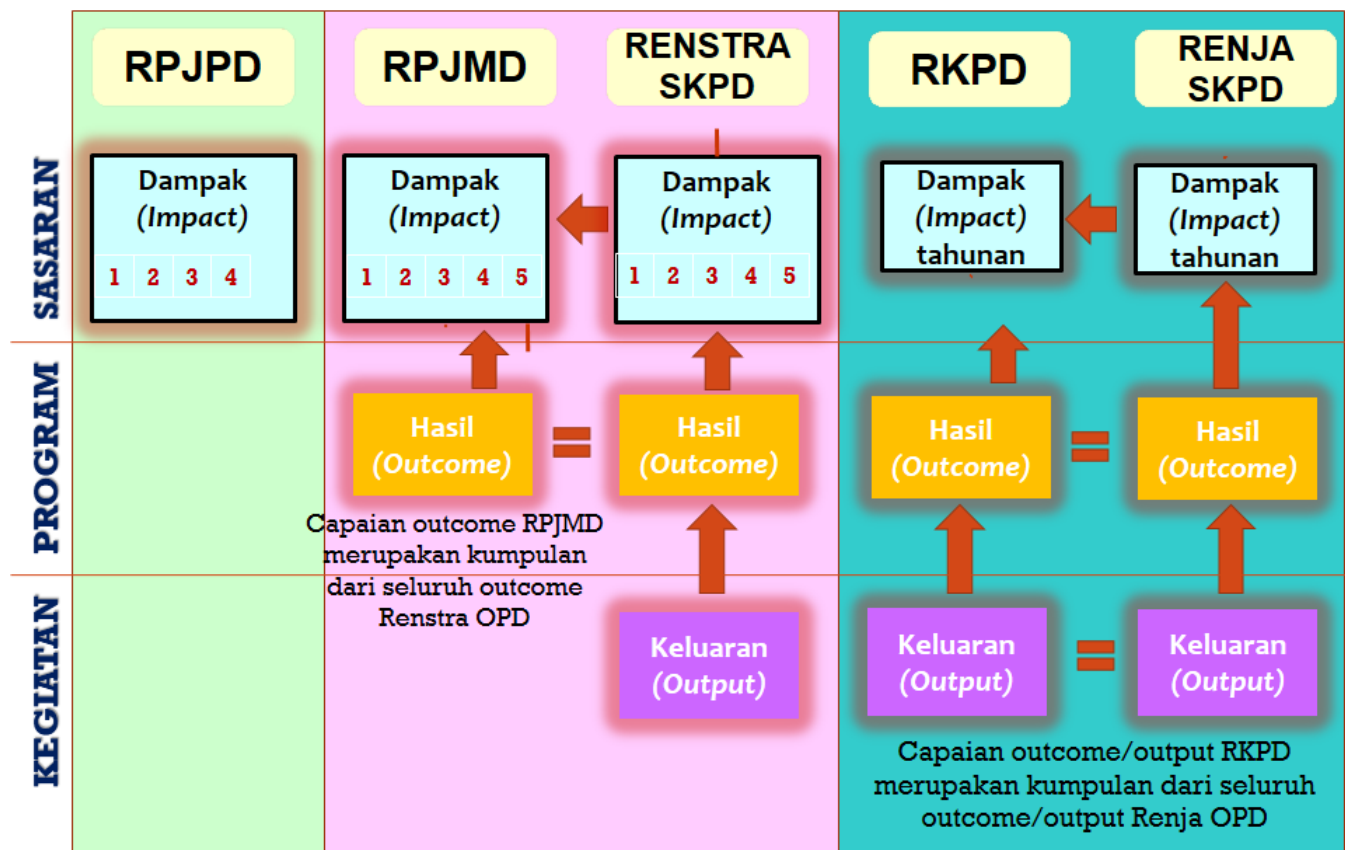 RPJPD
RPJMD
RENSTRA
SKPD
RKPD
RENJA
SKPD
SASARAN
Dampak
(Impact)
1 2 3 4
Dampak
(Impact)
1 2 3 4 5
Dampak
(Impact)
1 2 3 4 5
Dampak
(Impact)
tahunan
Dampak
(Impact)
tahunan
PROGRAM
Hasil
(Outcome)
=
Hasil
(Outcome)
Hasil
(Outcome)
=
Hasil
(Outcome)
Capaian outcome RPJMD
merupakan kumpulan
dari seluruh outcome
Renstra OPD
KEGIATAN
Keluaran
(Output)
Keluaran
(Output)
=
Keluaran
(Output)
Capaian outcome/output RKPD
merupakan kumpulan dari seluruh
outcome/output Renja OPD